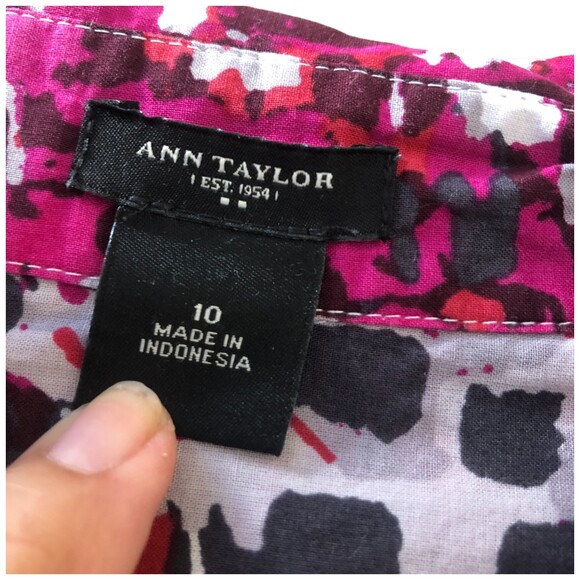 ANN TAYLOR
EST. 1954
10
MADE IN
INDONESIA